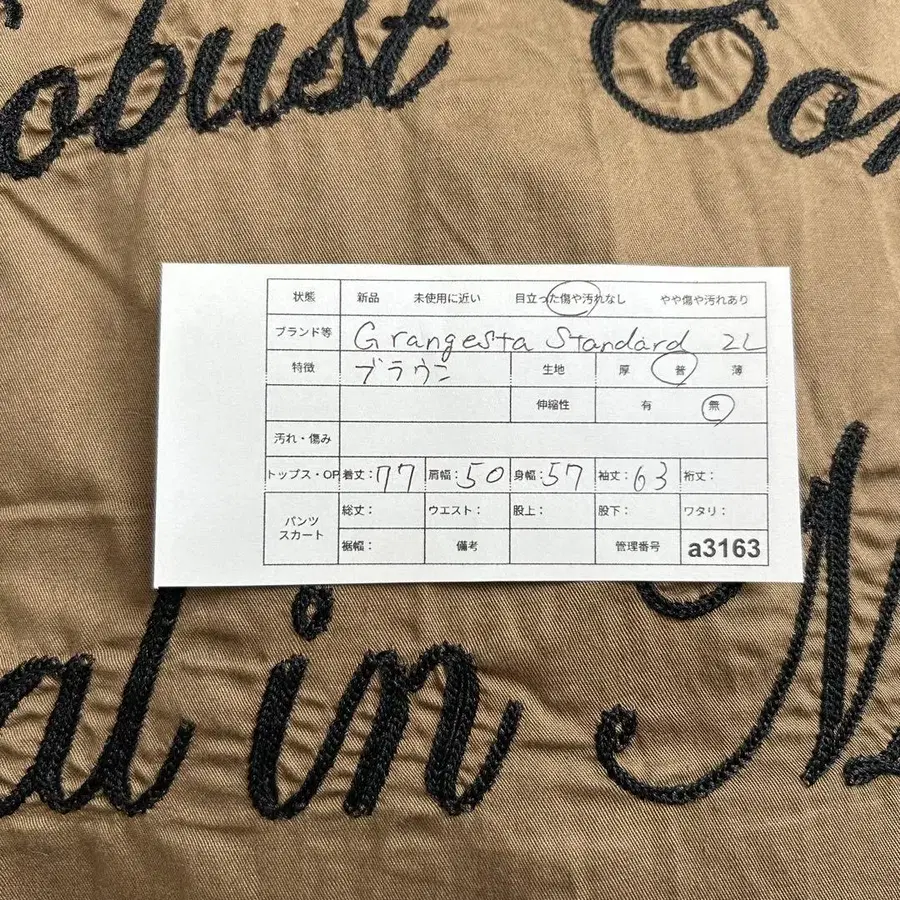 obust Co
状態 新品 未使用に近い 目立った傷や汚れなし やや傷や汚れあり
ブランド等 Grangesta Standard 2L
特徴 ブラウン 生地 厚 普 薄
伸縮性 有 無
汚れ・傷み
トップス・OP 着丈:77 肩幅:50 身幅:57 袖丈:63 裄丈:
パンツ スカート 総丈: ウエスト: 股上: 股下: ワタリ:
裾幅: 備考 管理番号 a3163
al in N